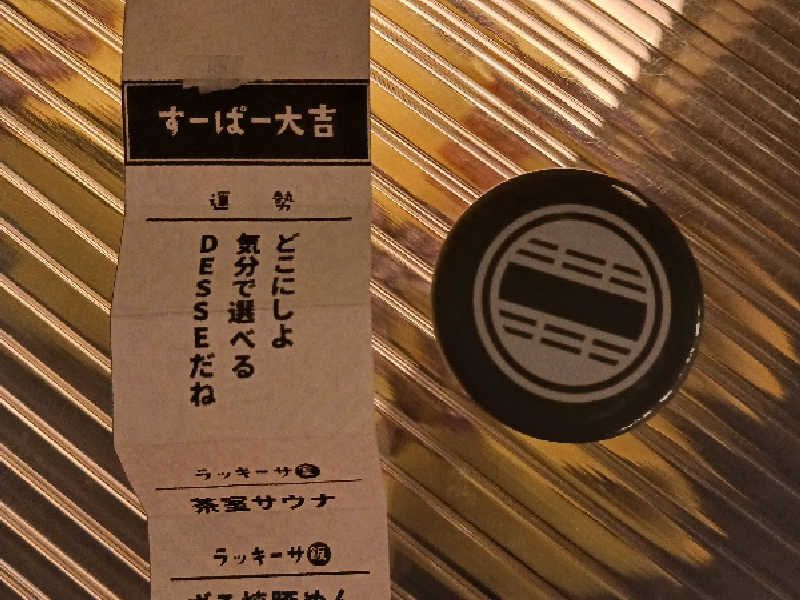 すーぱー大吉
運勢
どこにしよ
気分で選べる
DESSEだね
ラッキーサ室
茶室サウナ
ラッキーサ飯